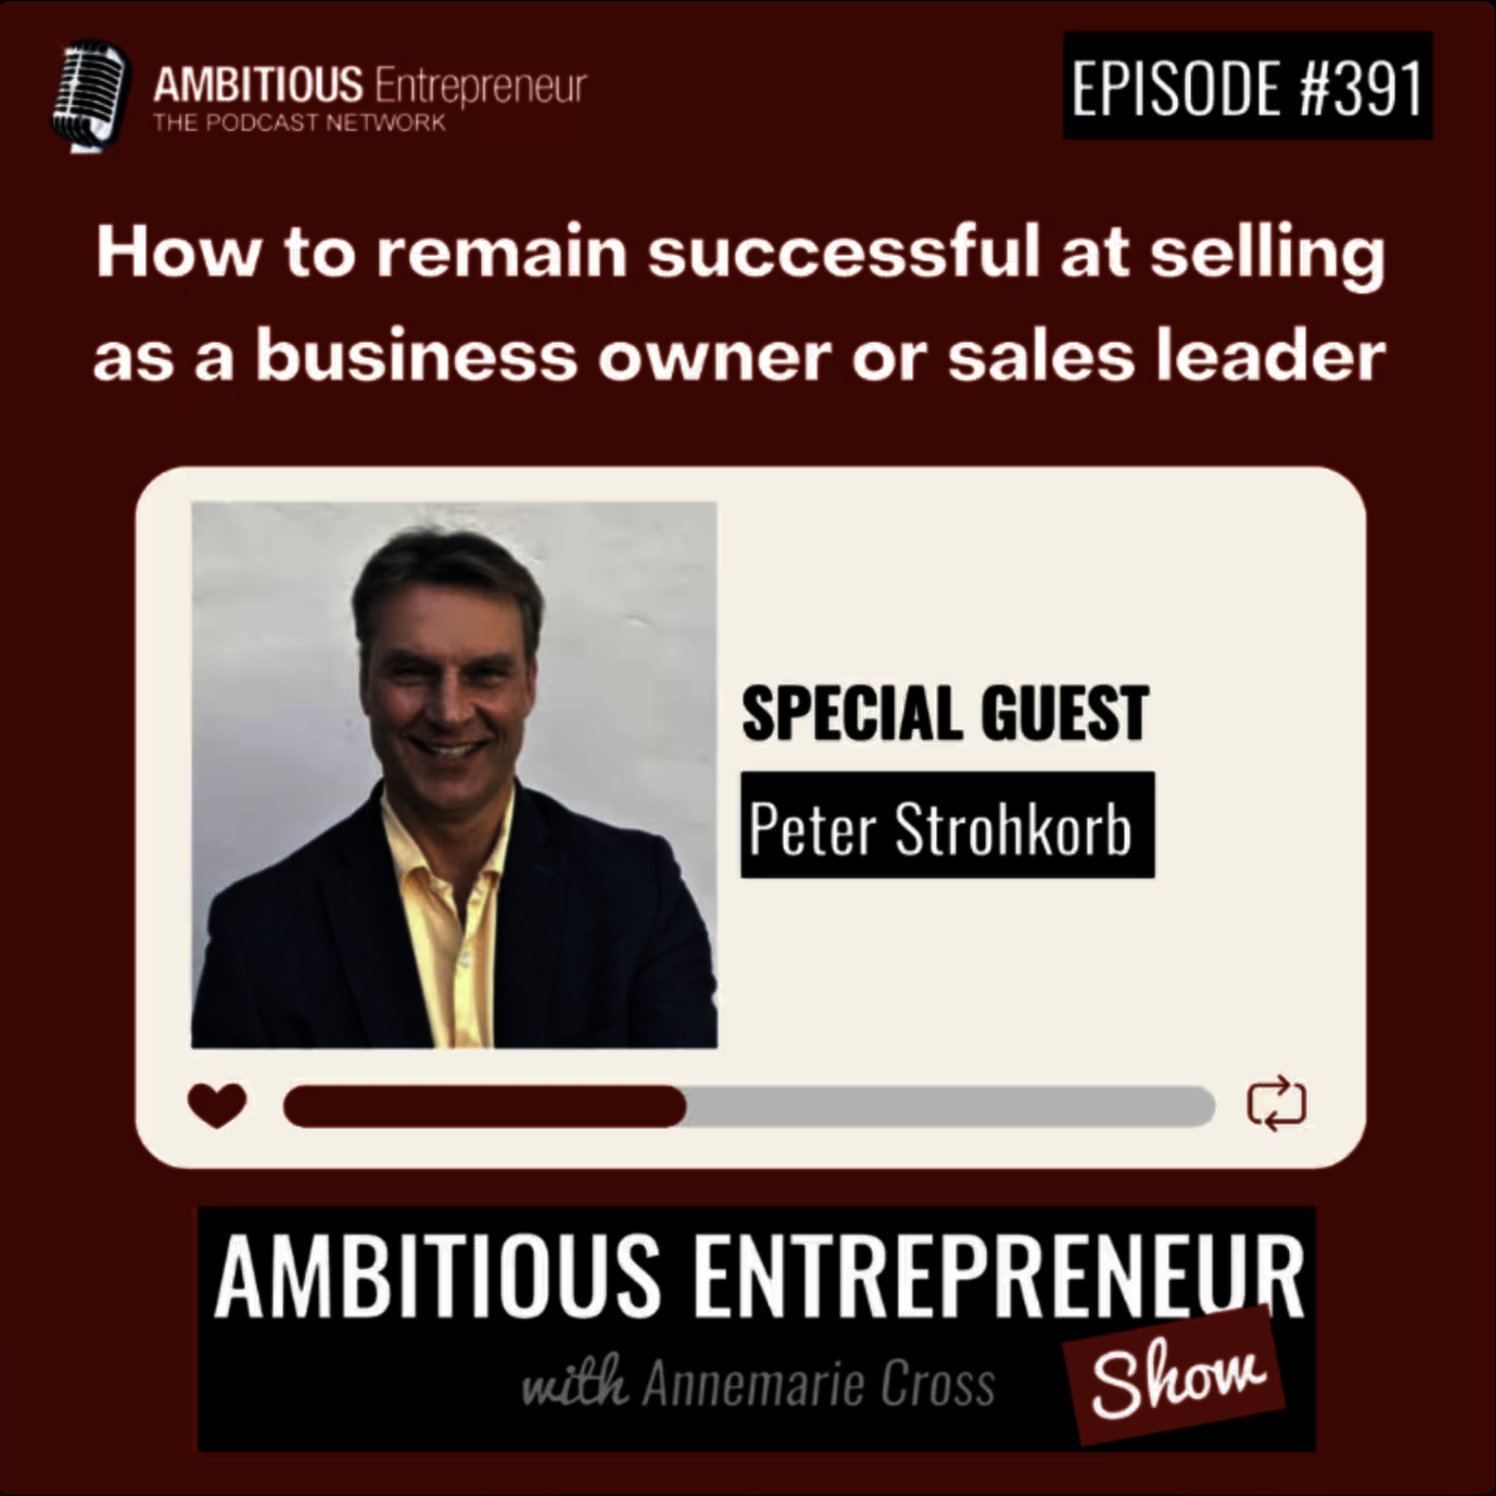 AMBITIOUS Entrepreneur
THE PODCAST NETWORK
EPISODE #391
How to remain successful at selling
as a business owner or sales leader
SPECIAL GUEST
Peter Strohkorb
AMBITIOUS ENTREPRENEUR
with Annemarie Cross
Show